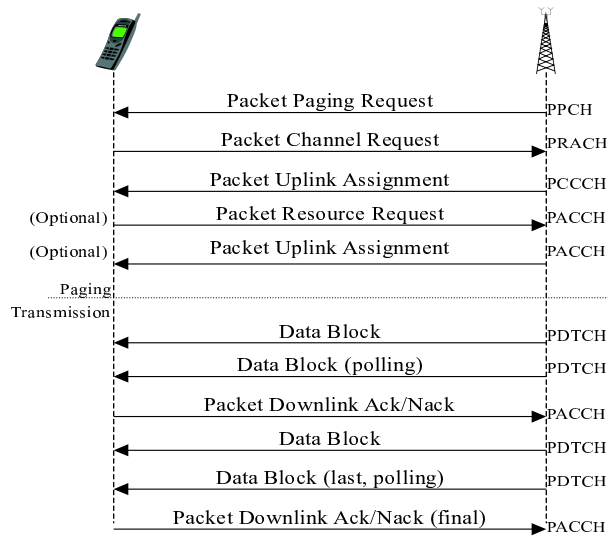 Packet Paging Request PPCH
Packet Channel Request PRACH
Packet Uplink Assignment PCCCH
(Optional) Packet Resource Request PACCH
(Optional) Packet Uplink Assignment PACCH
Paging
Transmission
Data Block PDTCH
Data Block (polling) PDTCH
Packet Downlink Ack/Nack PACCH
Data Block PDTCH
Data Block (last, polling) PDTCH
Packet Downlink Ack/Nack (final) PACCH